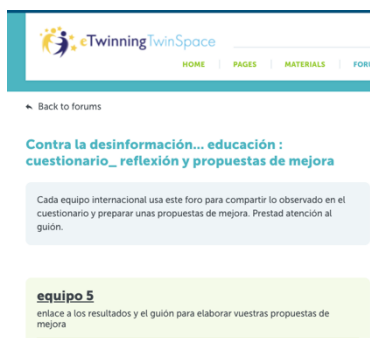 eTwinning TwinSpace
HOME PAGES MATERIALS FORU
Back to forums
Contra la desinformación... educación :
cuestionario_ reflexión y propuestas de mejora
Cada equipo internacional usa este foro para compartir lo observado en el
cuestionario y preparar unas propuestas de mejora. Prestad atención al
guión.
equipo 5
enlace a los resultados y el guión para elaborar vuestras propuestas de
mejora